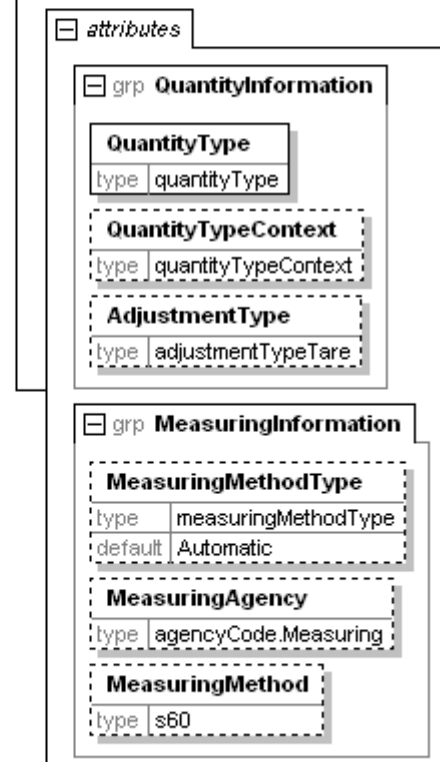 attributes
grp QuantityInformation
QuantityType
type quantityType
QuantityTypeContext
type quantityTypeContext
AdjustmentType
type adjustmentTypeTare
grp MeasuringInformation
MeasuringMethodType
type measuringMethodType
default Automatic
MeasuringAgency
type agencyCode.Measuring
MeasuringMethod
type s60